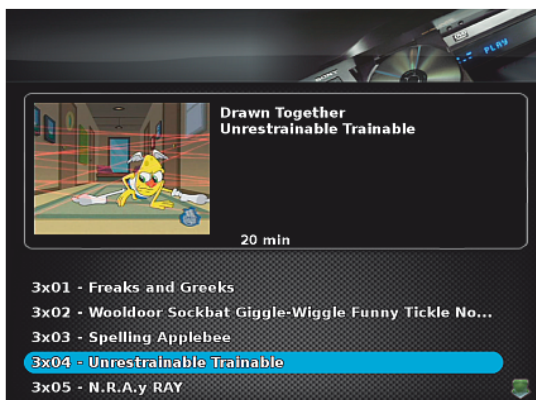 PLAY
SONY
Drawn Together
Unrestrainable Trainable
20 min
3x01 - Freaks and Greeks
3x02 - Wooldoor Sockbat Giggle-Wiggle Funny Tickle No...
3x03 - Spelling Applebee
3x04 - Unrestrainable Trainable
3x05 - N.R.A.y RAY